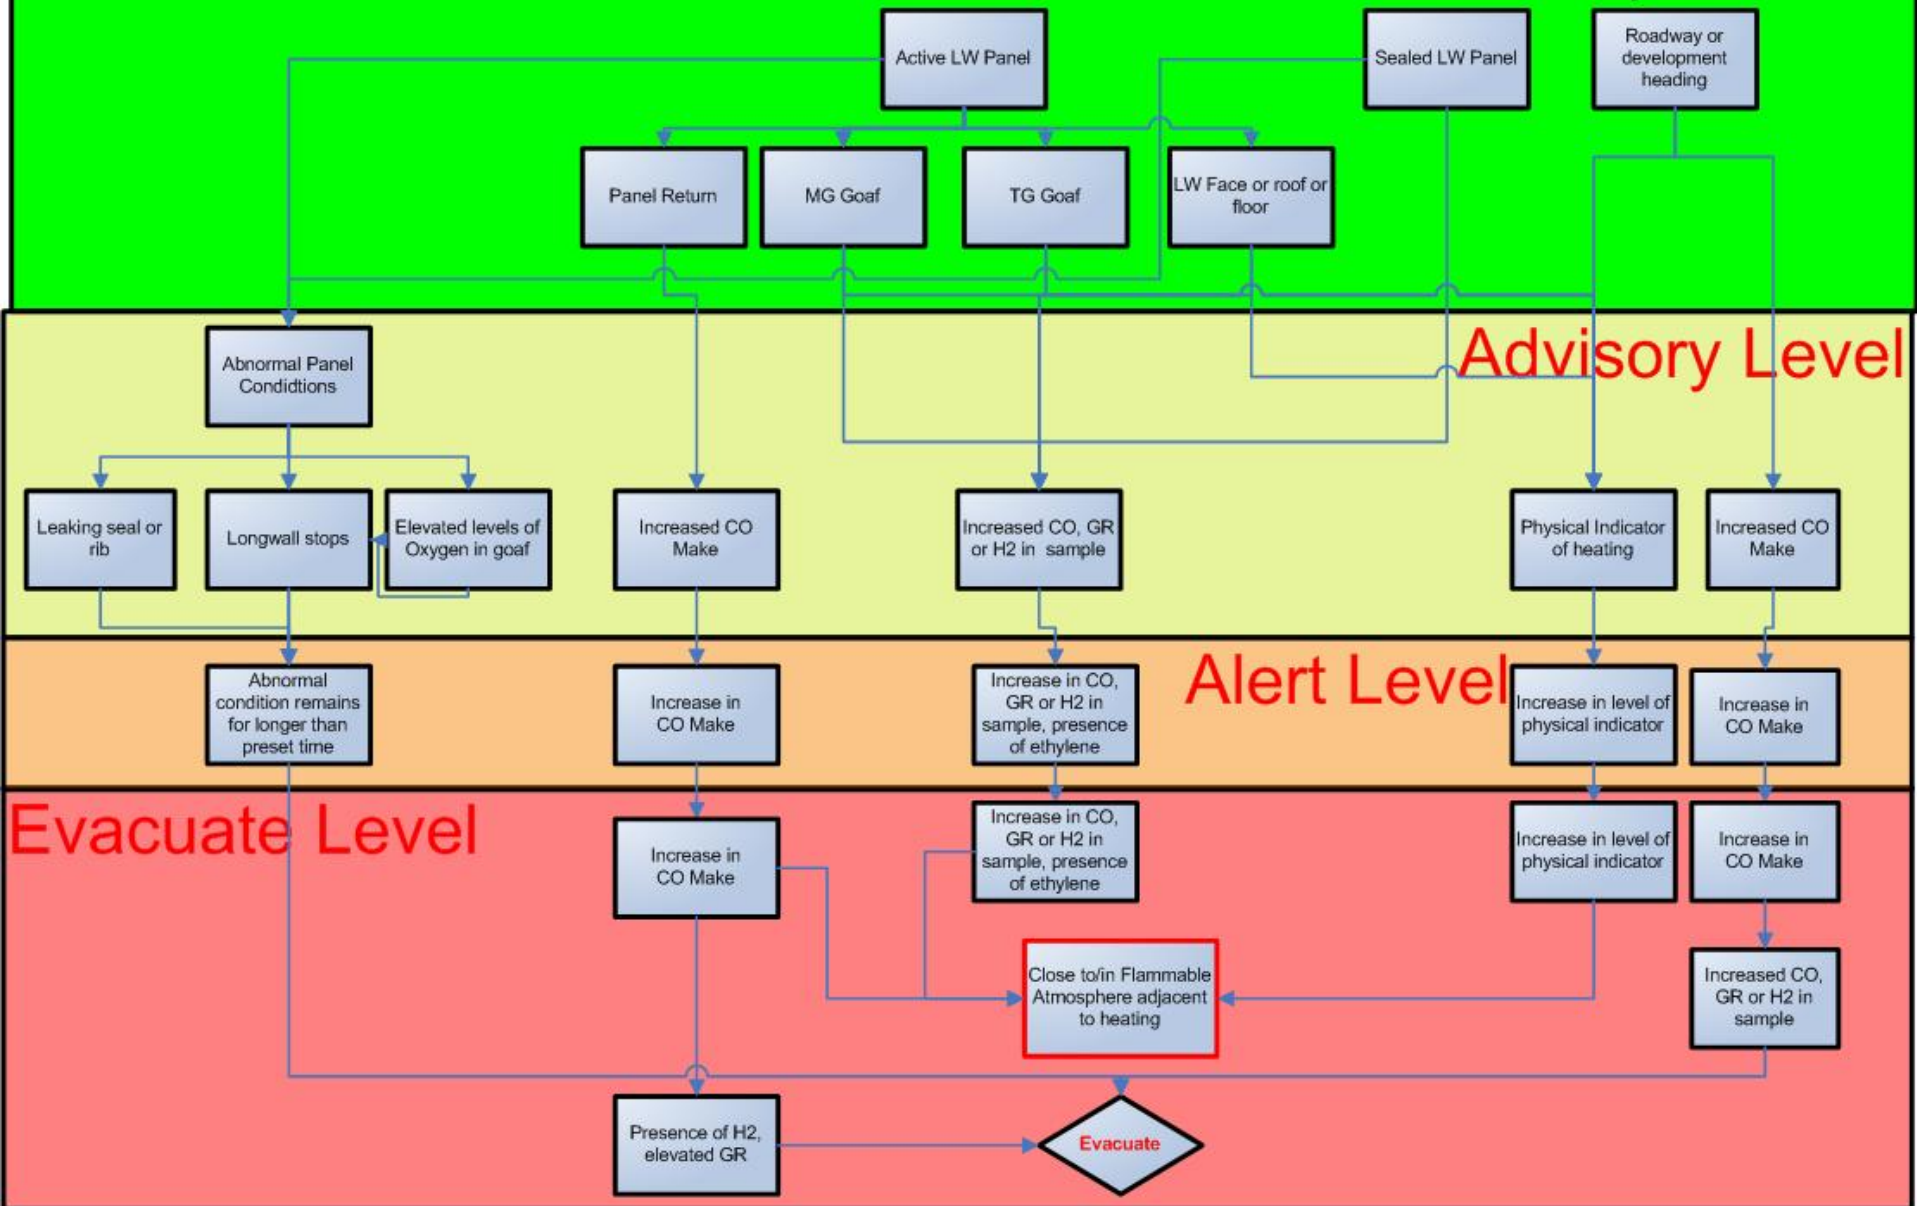 Active LW Panel
Sealed LW Panel
Roadway or
development
heading
Panel Return
MG Goaf
TG Goaf
LW Face or roof or
floor
Advisory Level
Abnormal Panel
Condidtions
Leaking seal or
rib
Longwall stops
Elevated levels of
Oxygen in goaf
Increased CO
Make
Increased CO, GR
or H2 in sample
Physical Indicator
of heating
Increased CO
Make
Alert Level
Abnormal
condition remains
for longer than
preset time
Increase in
CO Make
Increase in CO,
GR or H2 in
sample, presence
of ethylene
Increase in level of
physical indicator
Increase in
CO Make
Evacuate Level
Increase in
CO Make
Increase in CO,
GR or H2 in
sample, presence
of ethylene
Increase in level of
physical indicator
Increase in
CO Make
Close to/in Flammable
Atmosphere adjacent
to heating
Increased CO,
GR or H2 in
sample
Presence of H2,
elevated GR
Evacuate